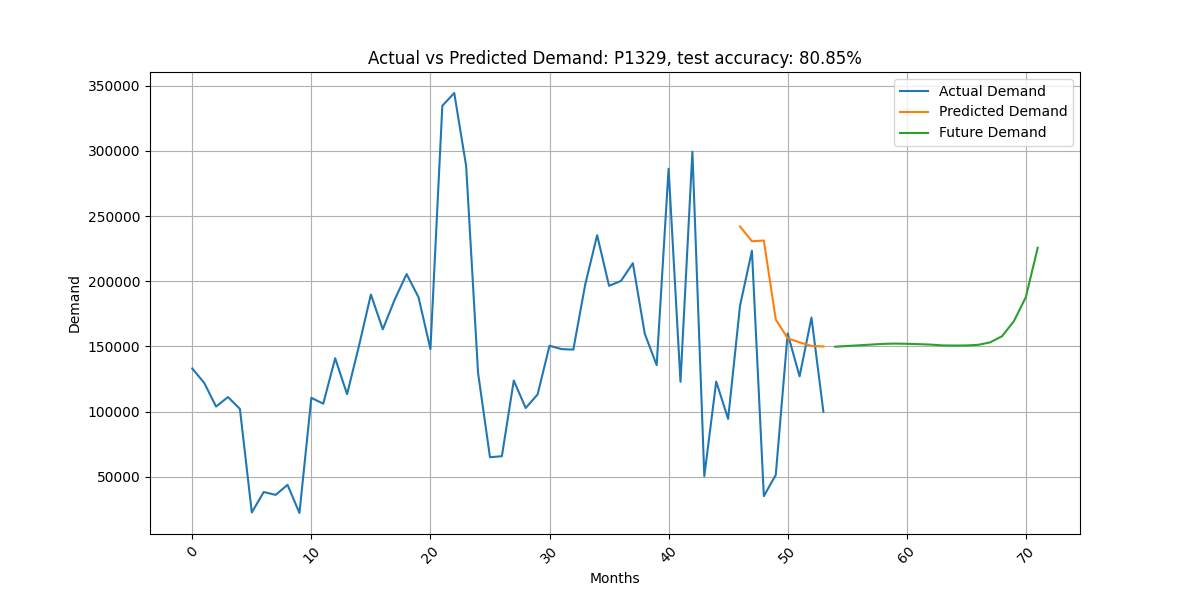 Actual vs Predicted Demand: P1329, test accuracy: 80.85%
350000
300000
250000
200000
150000
100000
50000
Demand
Actual Demand
Predicted Demand
Future Demand
0 10 20 30 40 50 60 70
Months